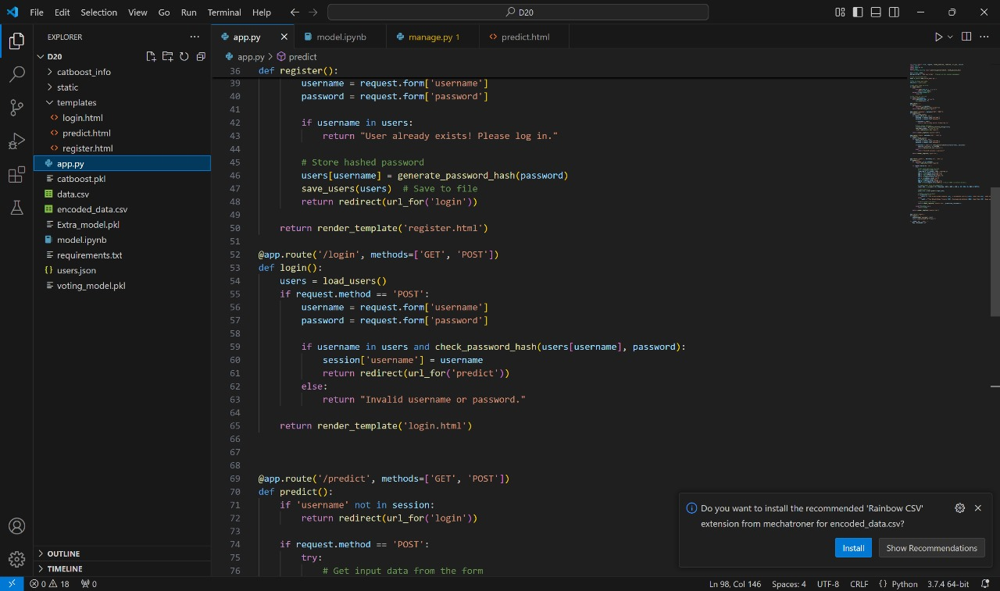 File Edit Selection View Go Run Terminal Help
D20
EXPLORER
D20
catboost_info
static
templates
login.html
predict.html
register.html
app.py
catboost.pkl
data.csv
encoded_data.csv
Extra_model.pkl
model.ipynb
requirements.txt
users.json
voting_model.pkl
OUTLINE
TIMELINE
app.py
model.ipynb
manage.py 1
predict.html
app.py > predict
36 def register():
39 username = request.form['username']
40 password = request.form['password']
41
42 if username in users:
43 return "User already exists! Please log in."
44
45 # Store hashed password
46 users[username] = generate_password_hash(password)
47 save_users(users) # Save to file
48 return redirect(url_for('login'))
49
50 return render_template('register.html')
51
52 @app.route('/login', methods=['GET', 'POST'])
53 def login():
54 users = load_users()
55 if request.method == 'POST':
56 username = request.form['username']
57 password = request.form['password']
58
59 if username in users and check_password_hash(users[username], password):
60 session['username'] = username
61 return redirect(url_for('predict'))
62 else:
63 return "Invalid username or password."
64
65 return render_template('login.html')
66
67
68
69 @app.route('/predict', methods=['GET', 'POST'])
70 def predict():
71 if 'username' not in session:
72 return redirect(url_for('login'))
73
74 if request.method == 'POST':
75 try:
76 # Get input data from the form
Do you want to install the recommended 'Rainbow CSV'
extension from mechatroner for encoded_data.csv?
Install
Show Recommendations
0 18 0
Ln 98, Col 146 Spaces: 4 UTF-8 CRLF {} Python 3.7.4 64-bit